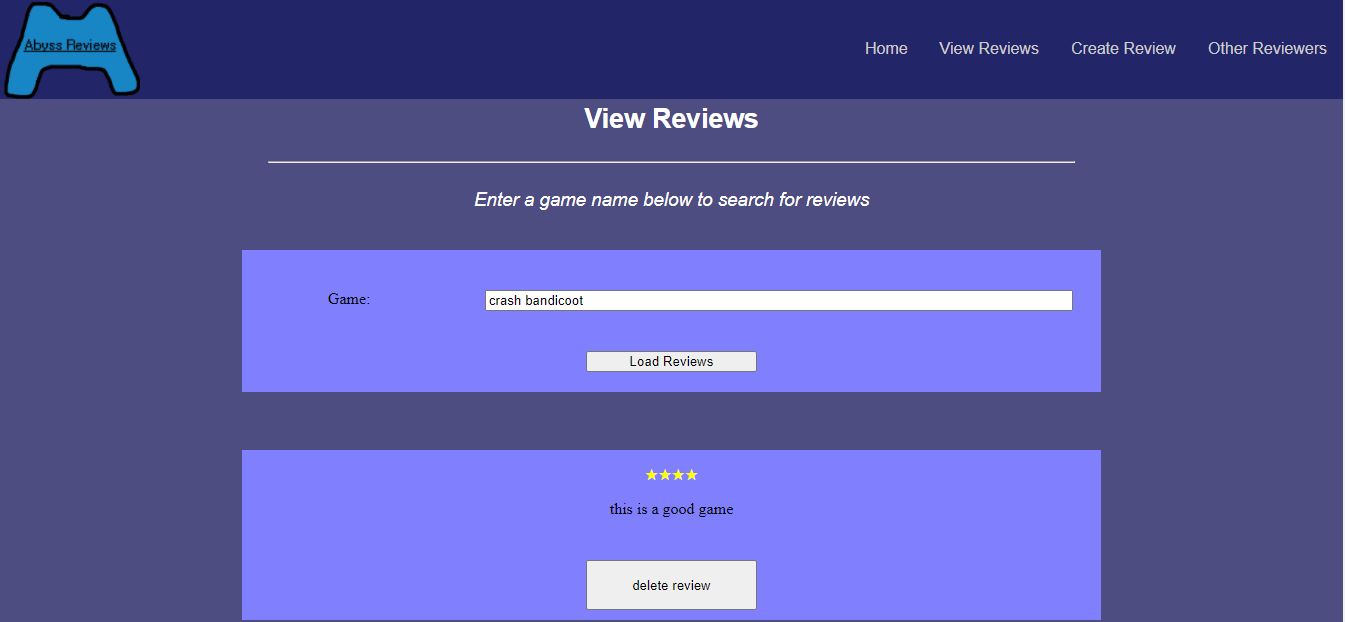 Abyss Reviews
Home View Reviews Create Review Other Reviewers
View Reviews
Enter a game name below to search for reviews
Game: crash bandicoot
Load Reviews
★★★★
this is a good game
delete review